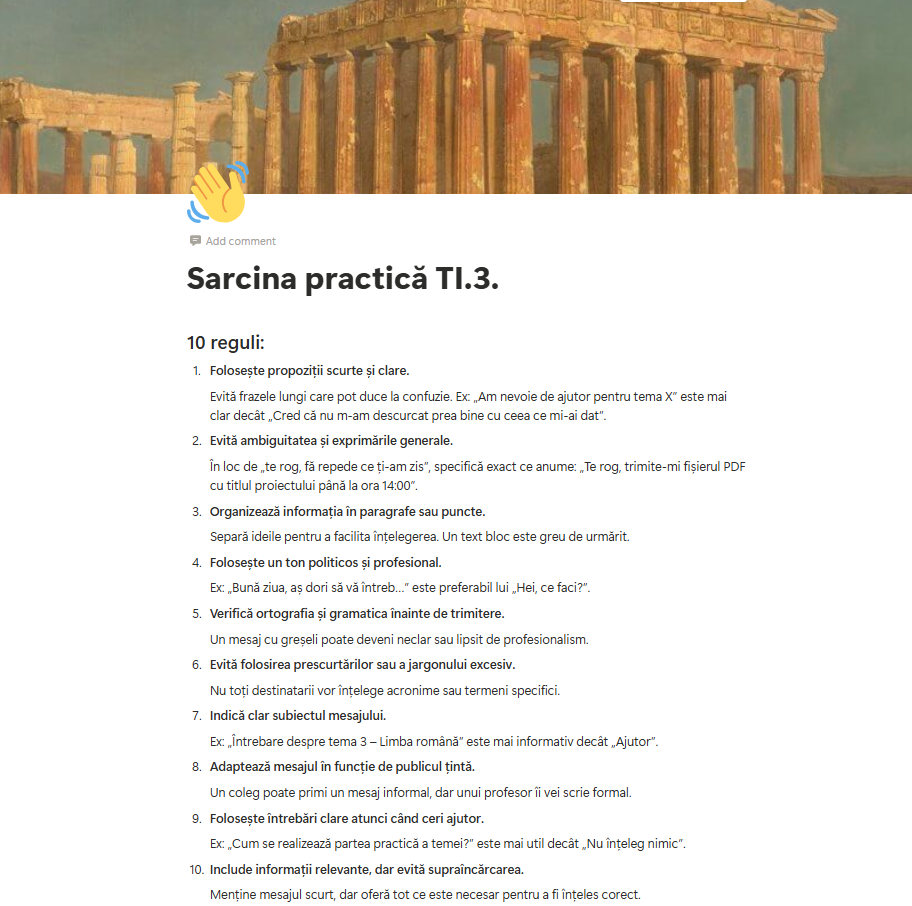 Add comment
Sarcina practică TI.3.
10 reguli:
1. Folosește propoziții scurte și clare.
Evită frazele lungi care pot duce la confuzie. Ex: „Am nevoie de ajutor pentru tema X” este mai
clar decât „Cred că nu m-am descurcat prea bine cu ceea ce mi-ai dat”.
2. Evită ambiguitatea și exprimările generale.
În loc de „te rog, fă repede ce ți-am zis”, specifică exact ce anume: „Te rog, trimite-mi fișierul PDF
cu titlul proiectului până la ora 14:00”.
3. Organizează informația în paragrafe sau puncte.
Separă ideile pentru a facilita înțelegerea. Un text bloc este greu de urmărit.
4. Folosește un ton politicos și profesional.
Ex: „Bună ziua, aș dori să vă întreb…” este preferabil lui „Hei, ce faci?”.
5. Verifică ortografia și gramatica înainte de trimitere.
Un mesaj cu greșeli poate deveni neclar sau lipsit de profesionalism.
6. Evită folosirea prescurtărilor sau a jargonului excesiv.
Nu toți destinatarii vor înțelege acronime sau termeni specifici.
7. Indică clar subiectul mesajului.
Ex: „Întrebare despre tema 3 – Limba română” este mai informativ decât „Ajutor”.
8. Adaptează mesajul în funcție de publicul țintă.
Un coleg poate primi un mesaj informal, dar unui profesor îi vei scrie formal.
9. Folosește întrebări clare atunci când ceri ajutor.
Ex: „Cum se realizează partea practică a temei?” este mai util decât „Nu înțeleg nimic”.
10. Include informații relevante, dar evită supraîncărcarea.
Menține mesajul scurt, dar oferă tot ce este necesar pentru a fi înțeles corect.